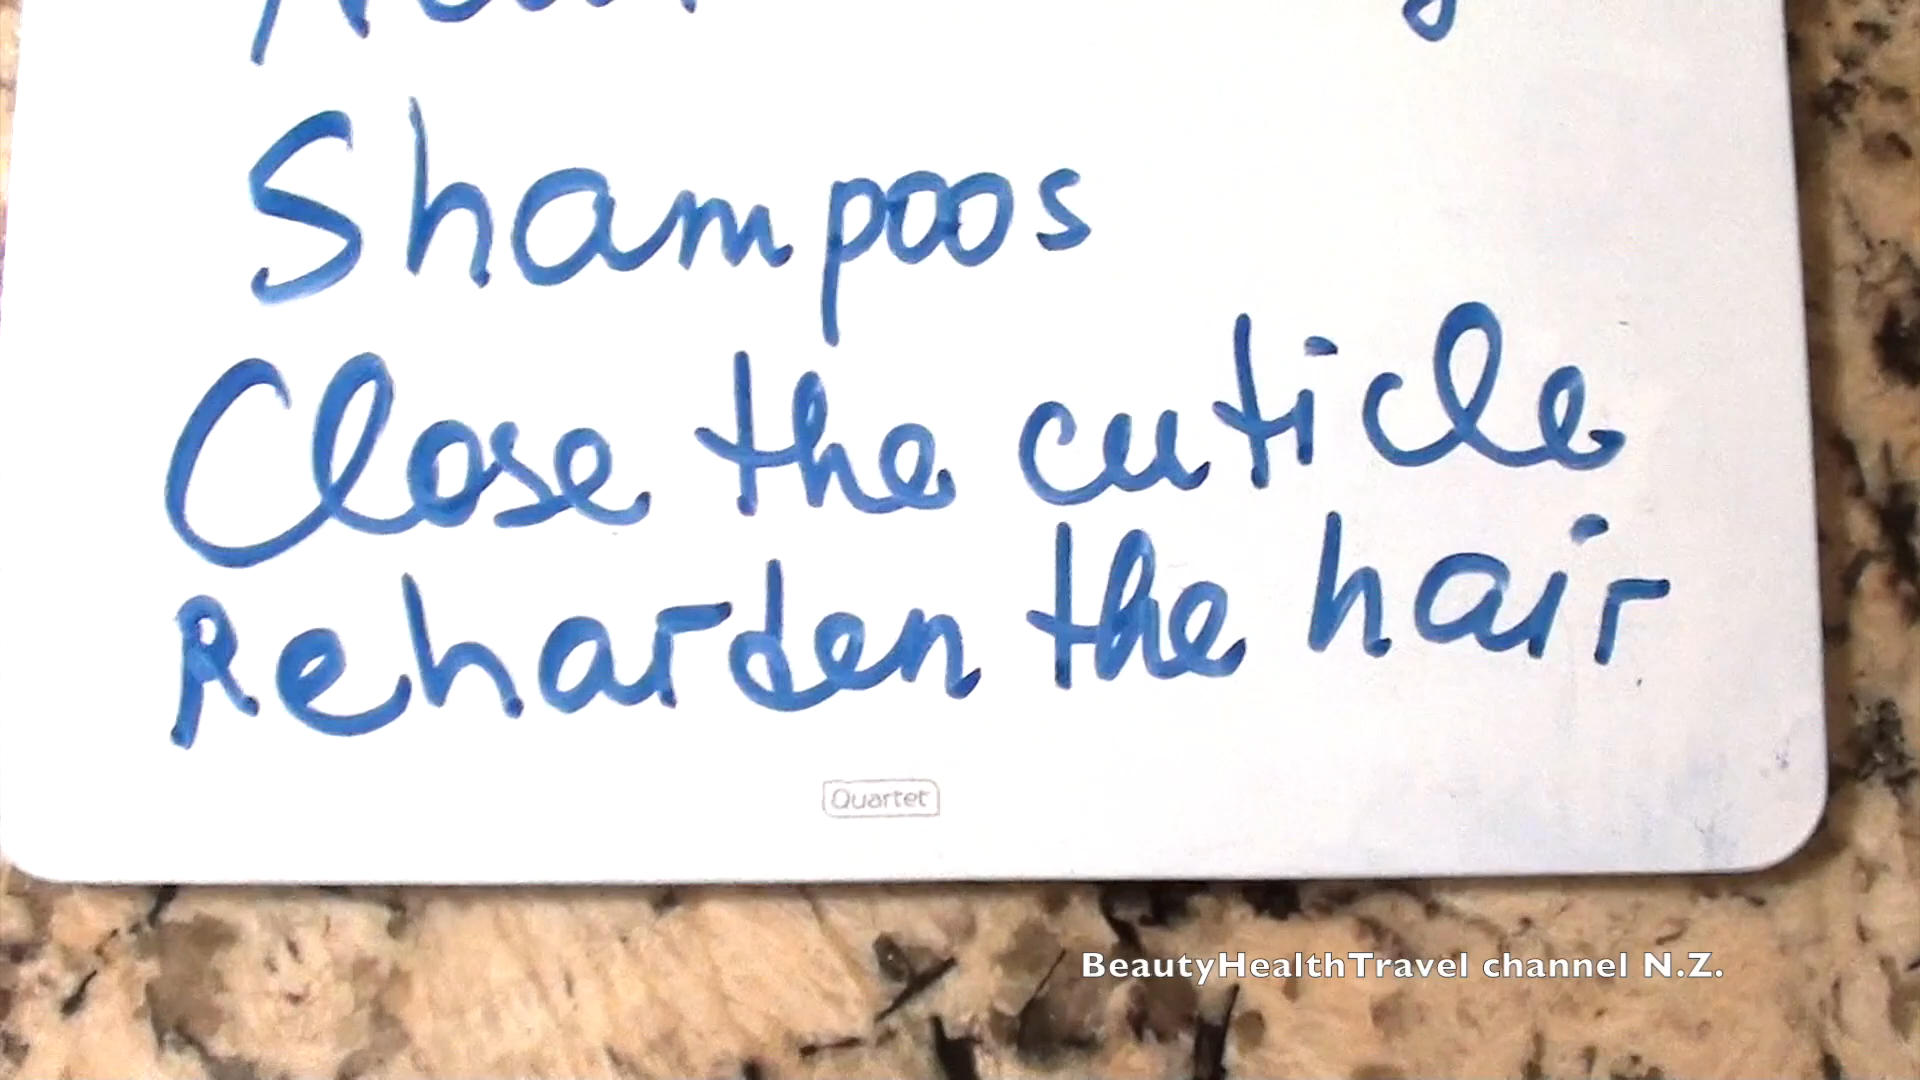 Shampoos
Close the cuticle
Reharden the hair
Quartet
BeautyHealthTravel channel N.Z.